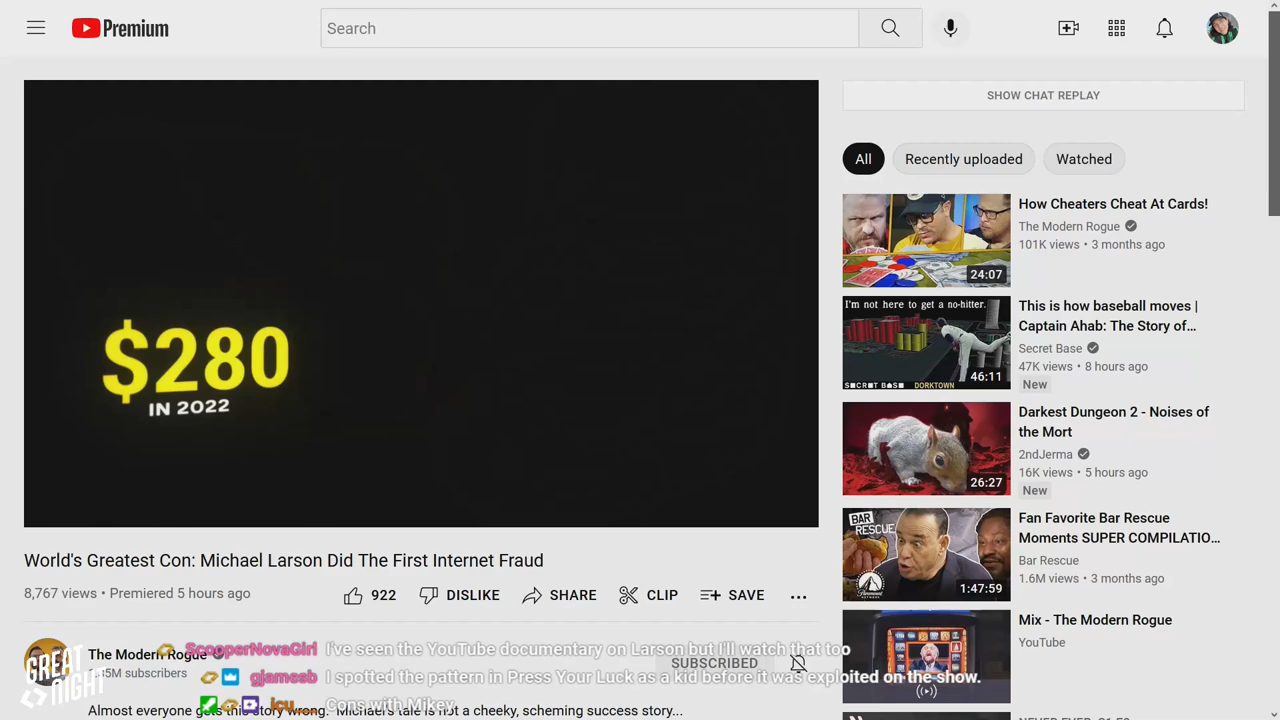 Premium
Search
SHOW CHAT REPLAY
All
Recently uploaded
Watched
$280
IN 2022
How Cheaters Cheat At Cards!
The Modern Rogue
101K views • 3 months ago
24:07
I'm not here to get a no-hitter.
SECRET BASE DORKTOWN
46:11
This is how baseball moves |
Captain Ahab: The Story of...
Secret Base
47K views • 8 hours ago
New
26:27
Darkest Dungeon 2 - Noises of
the Mort
2ndJerma
16K views • 5 hours ago
New
BAR
RESCUE
Paramount
1:47:59
Fan Favorite Bar Rescue
Moments SUPER COMPILATIO...
Bar Rescue
1.6M views • 3 months ago
Mix - The Modern Rogue
YouTube
World's Greatest Con: Michael Larson Did The First Internet Fraud
8,767 views • Premiered 5 hours ago
922
DISLIKE
SHARE
CLIP
SAVE
The Modern Rogue
subscribers
SUBSCRIBED
GREAT
NIGHT
ScooperNovaGirl I've seen the YouTube documentary on Larson but I'll watch that too
gjamesb I spotted the pattern in Press Your Luck as a kid before it was exploited on the show.
icu____ Cons with Mikey
Almost everyone gets this story wrong. Michael's tale is not a cheeky, scheming success story...